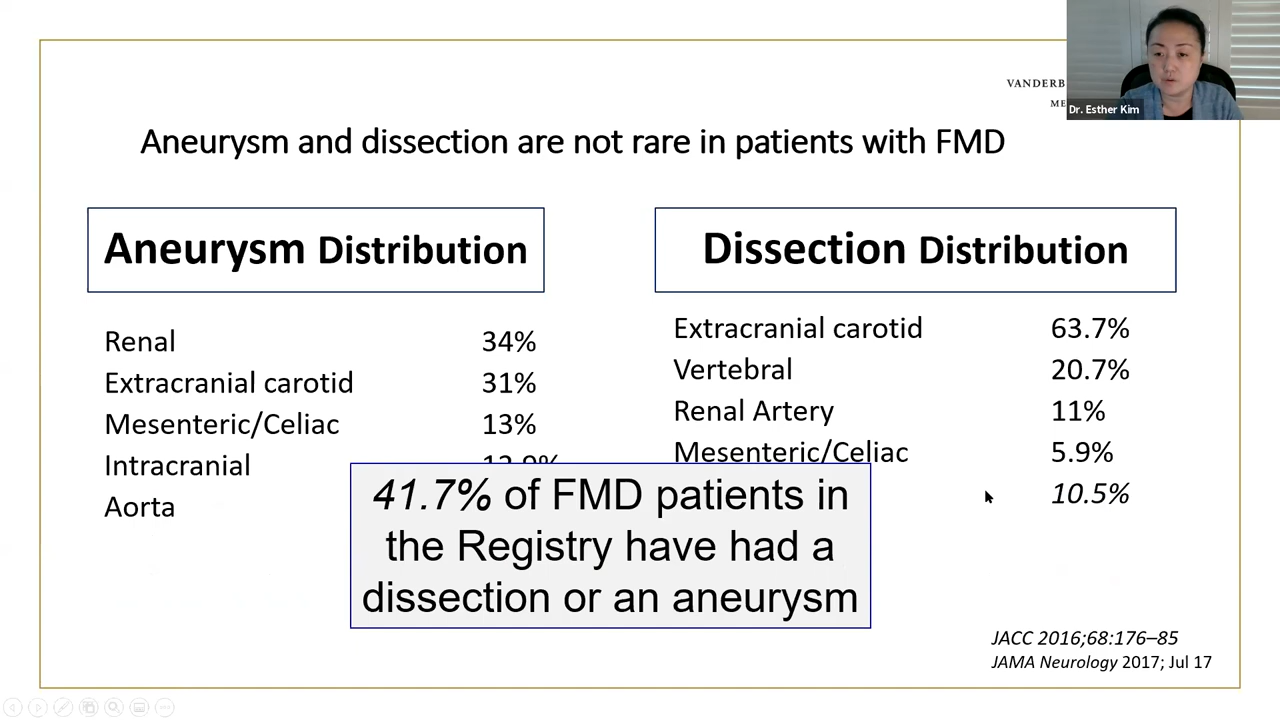 VANDERB
ME
Dr. Esther Kim
Aneurysm and dissection are not rare in patients with FMD
Aneurysm Distribution
Renal 34%
Extracranial carotid 31%
Mesenteric/Celiac 13%
Intracranial
Aorta
Dissection Distribution
Extracranial carotid 63.7%
Vertebral 20.7%
Renal Artery 11%
Mesenteric/Celiac 5.9%
10.5%
41.7% of FMD patients in
the Registry have had a
dissection or an aneurysm
JACC 2016;68:176–85
JAMA Neurology 2017; Jul 17